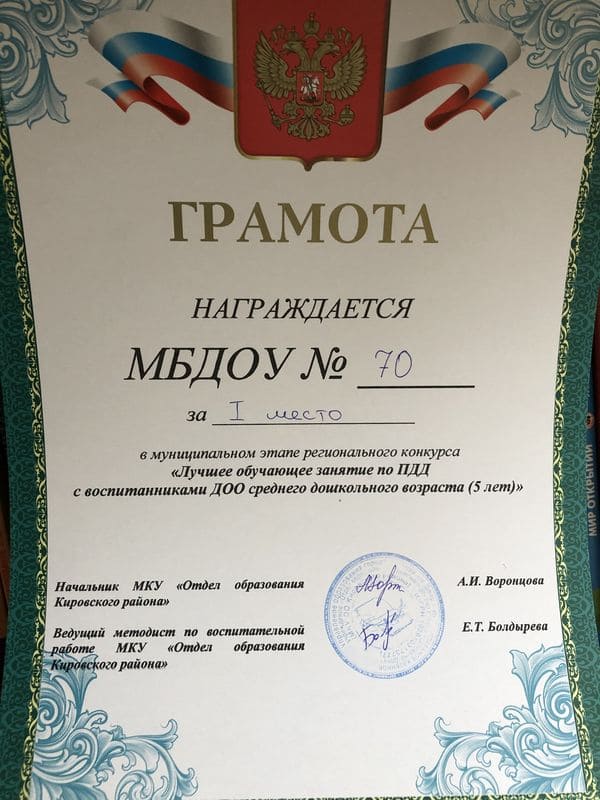 ГРАМОТА
НАГРАЖДАЕТСЯ
МБДОУ № 70
за I место
в муниципальном этапе регионального конкурса
«Лучшее обучающее занятие по ПДД
с воспитанниками ДОО среднего дошкольного возраста (5 лет)»
Начальник МКУ «Отдел образования
Кировского района»
А.И. Воронцова
Ведущий методист по воспитательной
работе МКУ «Отдел образования
Кировского района»
Е.Т. Болдырева
МИР ОТКРЫТИЙ